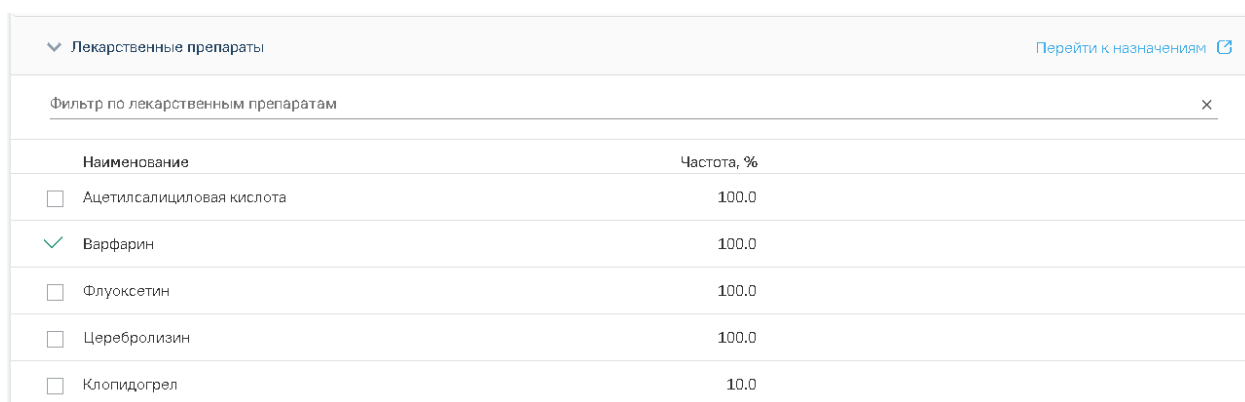 Лекарственные препараты Перейти к назначениям
Фильтр по лекарственным препаратам
Наименование Частота, %
Ацетилсалициловая кислота 100.0
Варфарин 100.0
Флуоксетин 100.0
Церебролизин 100.0
Клопидогрел 10.0